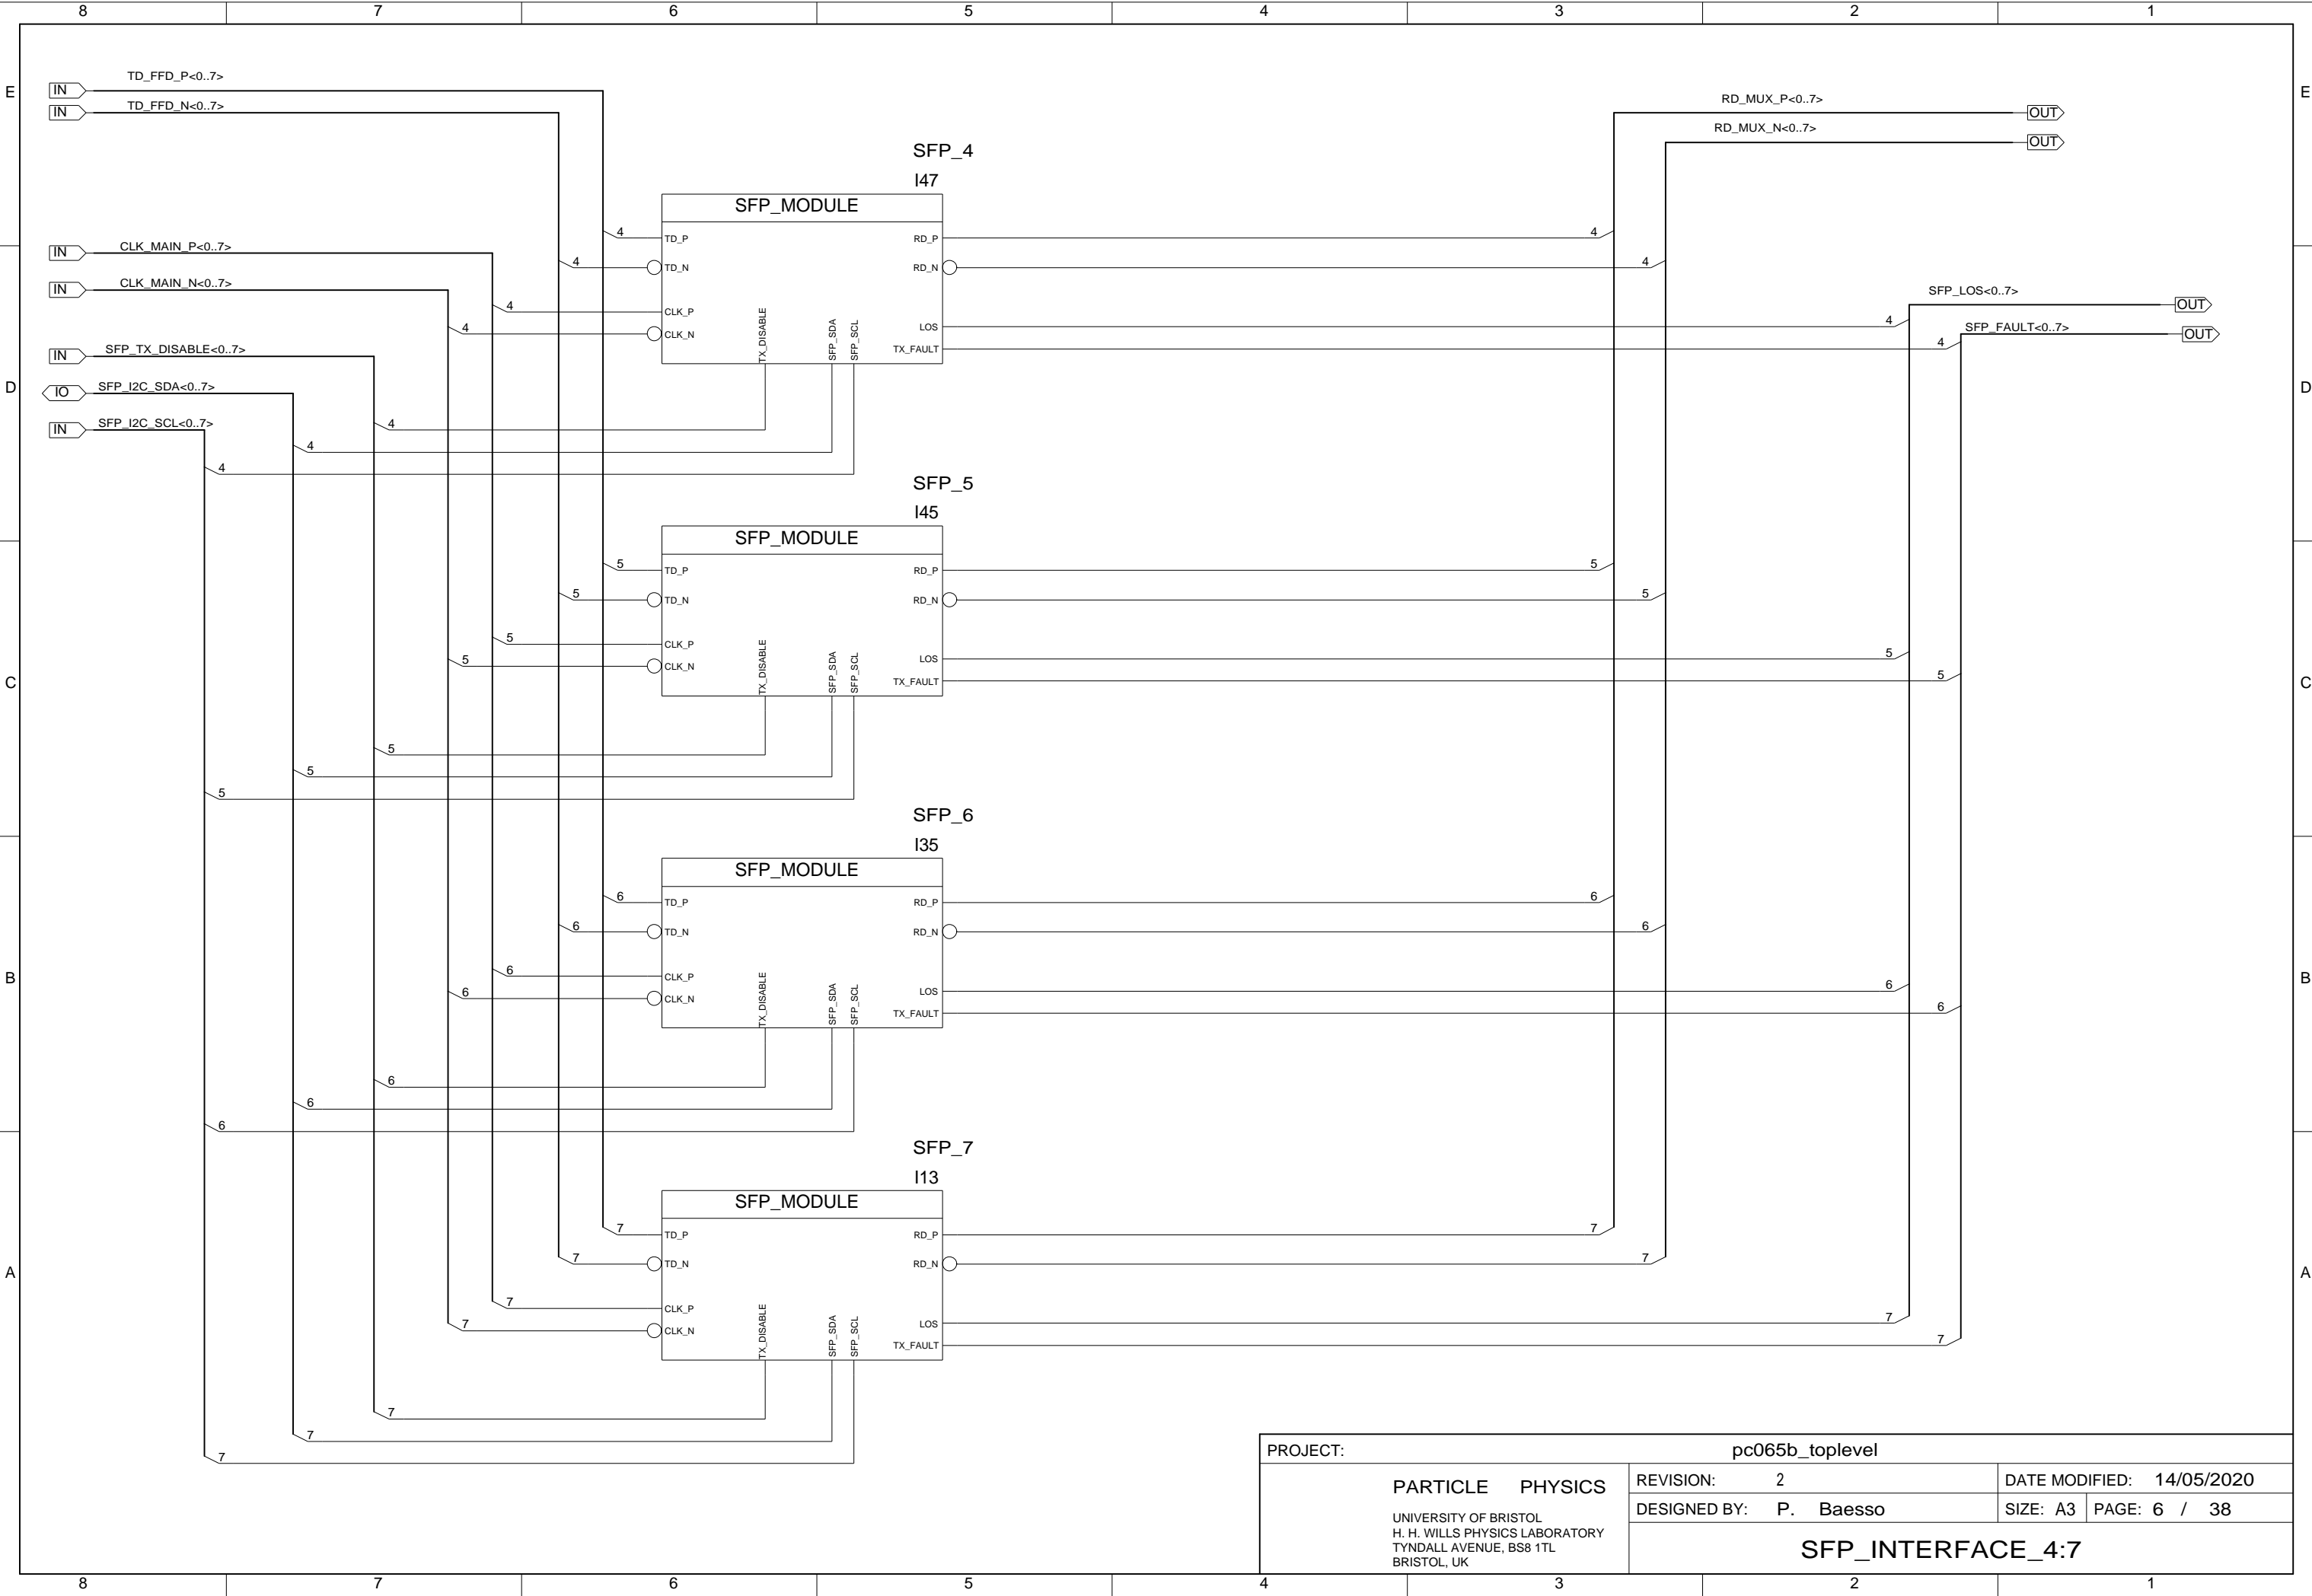 8 7 6 5 4 3 2 1
TD_FFD_P<0..7>
E IN E
TD_FFD_N<0..7> RD_MUX_P<0..7>
IN OUT
RD_MUX_N<0..7>
OUT
SFP_4
I47
SFP_MODULE
4 TD_P RD_P 4
CLK_MAIN_P<0..7>
IN
4 TD_N RD_N 4
CLK_MAIN_N<0..7> SFP_LOS<0..7>
IN OUT
4 CLK_P
4 CLK_N TX_DISABLE SFP_SDA SFP_SCL LOS 4
SFP_FAULT<0..7>
OUT
SFP_TX_DISABLE<0..7> TX_FAULT 4
IN
D IO SFP_I2C_SDA<0..7> D
IN SFP_I2C_SCL<0..7>
4
4
4
SFP_5
I45
SFP_MODULE
5 TD_P RD_P 5
5 TD_N RD_N 5
5 CLK_P
5 CLK_N TX_DISABLE SFP_SDA SFP_SCL LOS 5
C TX_FAULT 5 C
5
5
5
SFP_6
I35
SFP_MODULE
6 TD_P RD_P 6
6 TD_N RD_N 6
B 6 CLK_P B
6 CLK_N TX_DISABLE SFP_SDA SFP_SCL LOS 6
TX_FAULT 6
6
6
6
SFP_7
I13
SFP_MODULE
7 TD_P RD_P 7
7 TD_N RD_N 7
A A
7 CLK_P
7 CLK_N TX_DISABLE SFP_SDA SFP_SCL LOS 7
TX_FAULT 7
7
7
7
PROJECT: pc065b_toplevel
PARTICLE PHYSICS
REVISION: 2 DATE MODIFIED: 14/05/2020
DESIGNED BY: P. Baesso SIZE: A3 PAGE: 6 / 38
UNIVERSITY OF BRISTOL
H. H. WILLS PHYSICS LABORATORY
TYNDALL AVENUE, BS8 1TL
BRISTOL, UK
SFP_INTERFACE_4:7
8 7 6 5 4 3 2 1